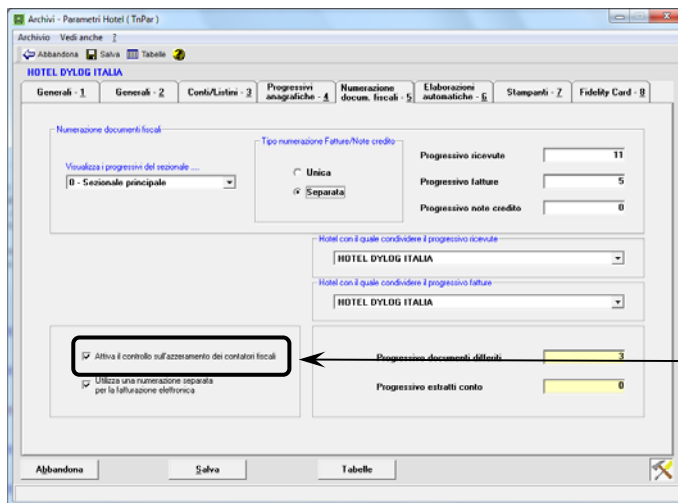 Archivi - Parametri Hotel ( TnPar )
Archivio Vedi anche ?
Abbandona Salva Tabelle
HOTEL DYLOG ITALIA
Generali - 1 Generali - 2 Conti/Listini - 3 Progressivi anagrafiche - 4 Numerazione docum. fiscali - 5 Elaborazioni automatiche - 6 Stampanti - 7 Fidelity Card - 8
Numerazione documenti fiscali
Visualizza i progressivi del sezionale ....
0 - Sezionale principale
Tipo numerazione Fatture/Note credito
Unica
Separata
Progressivo ricevute 11
Progressivo fatture 5
Progressivo note credito 0
Hotel con il quale condividere il progressivo ricevute
HOTEL DYLOG ITALIA
Hotel con il quale condividere il progressivo fatture
HOTEL DYLOG ITALIA
Attiva il controllo sull'azzeramento dei contatori fiscali
Utilizza una numerazione separata
per la fatturazione elettronica
Progressivo documenti differiti 3
Progressivo estratti conto 0
Abbandona Salva Tabelle